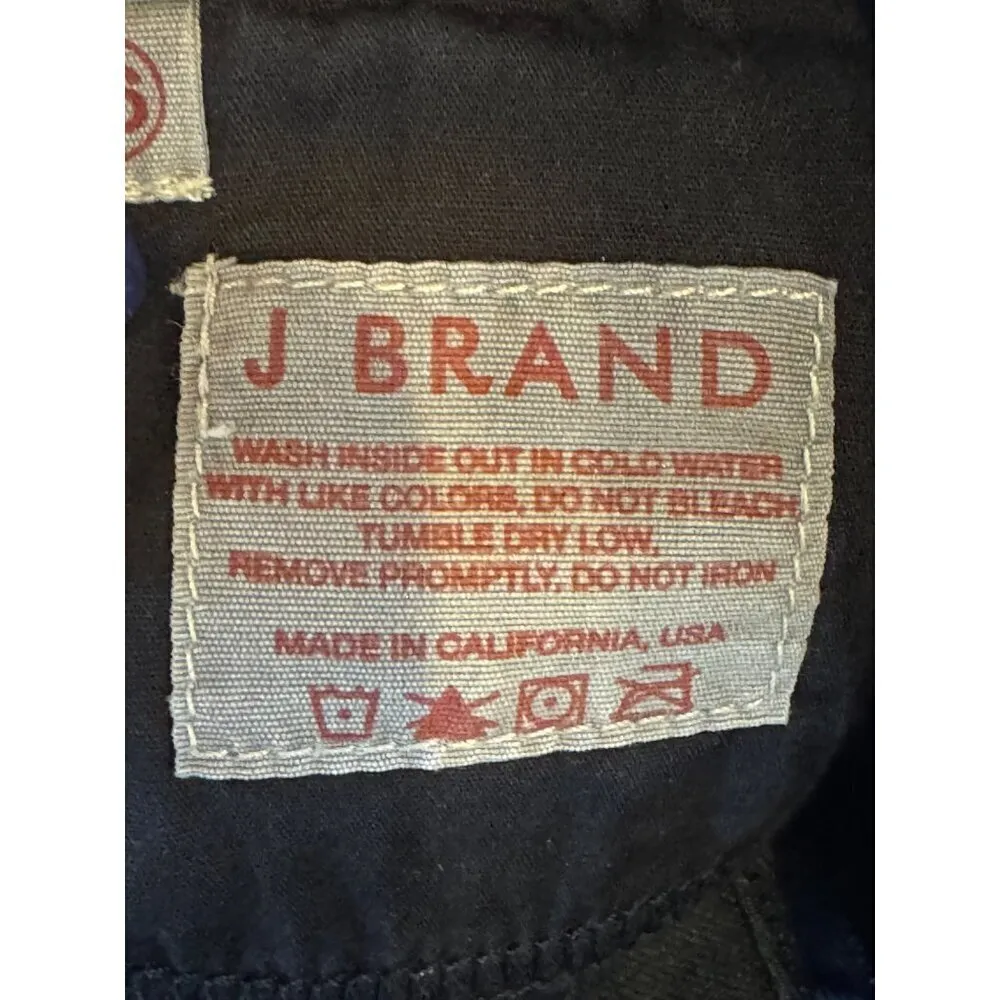 S
J BRAND
WASH INSIDE OUT IN COLD WATER
WITH LIKE COLORS, DO NOT BLEACH
TUMBLE DRY LOW,
REMOVE PROMPTLY. DO NOT IRON
MADE IN CALIFORNIA, USA